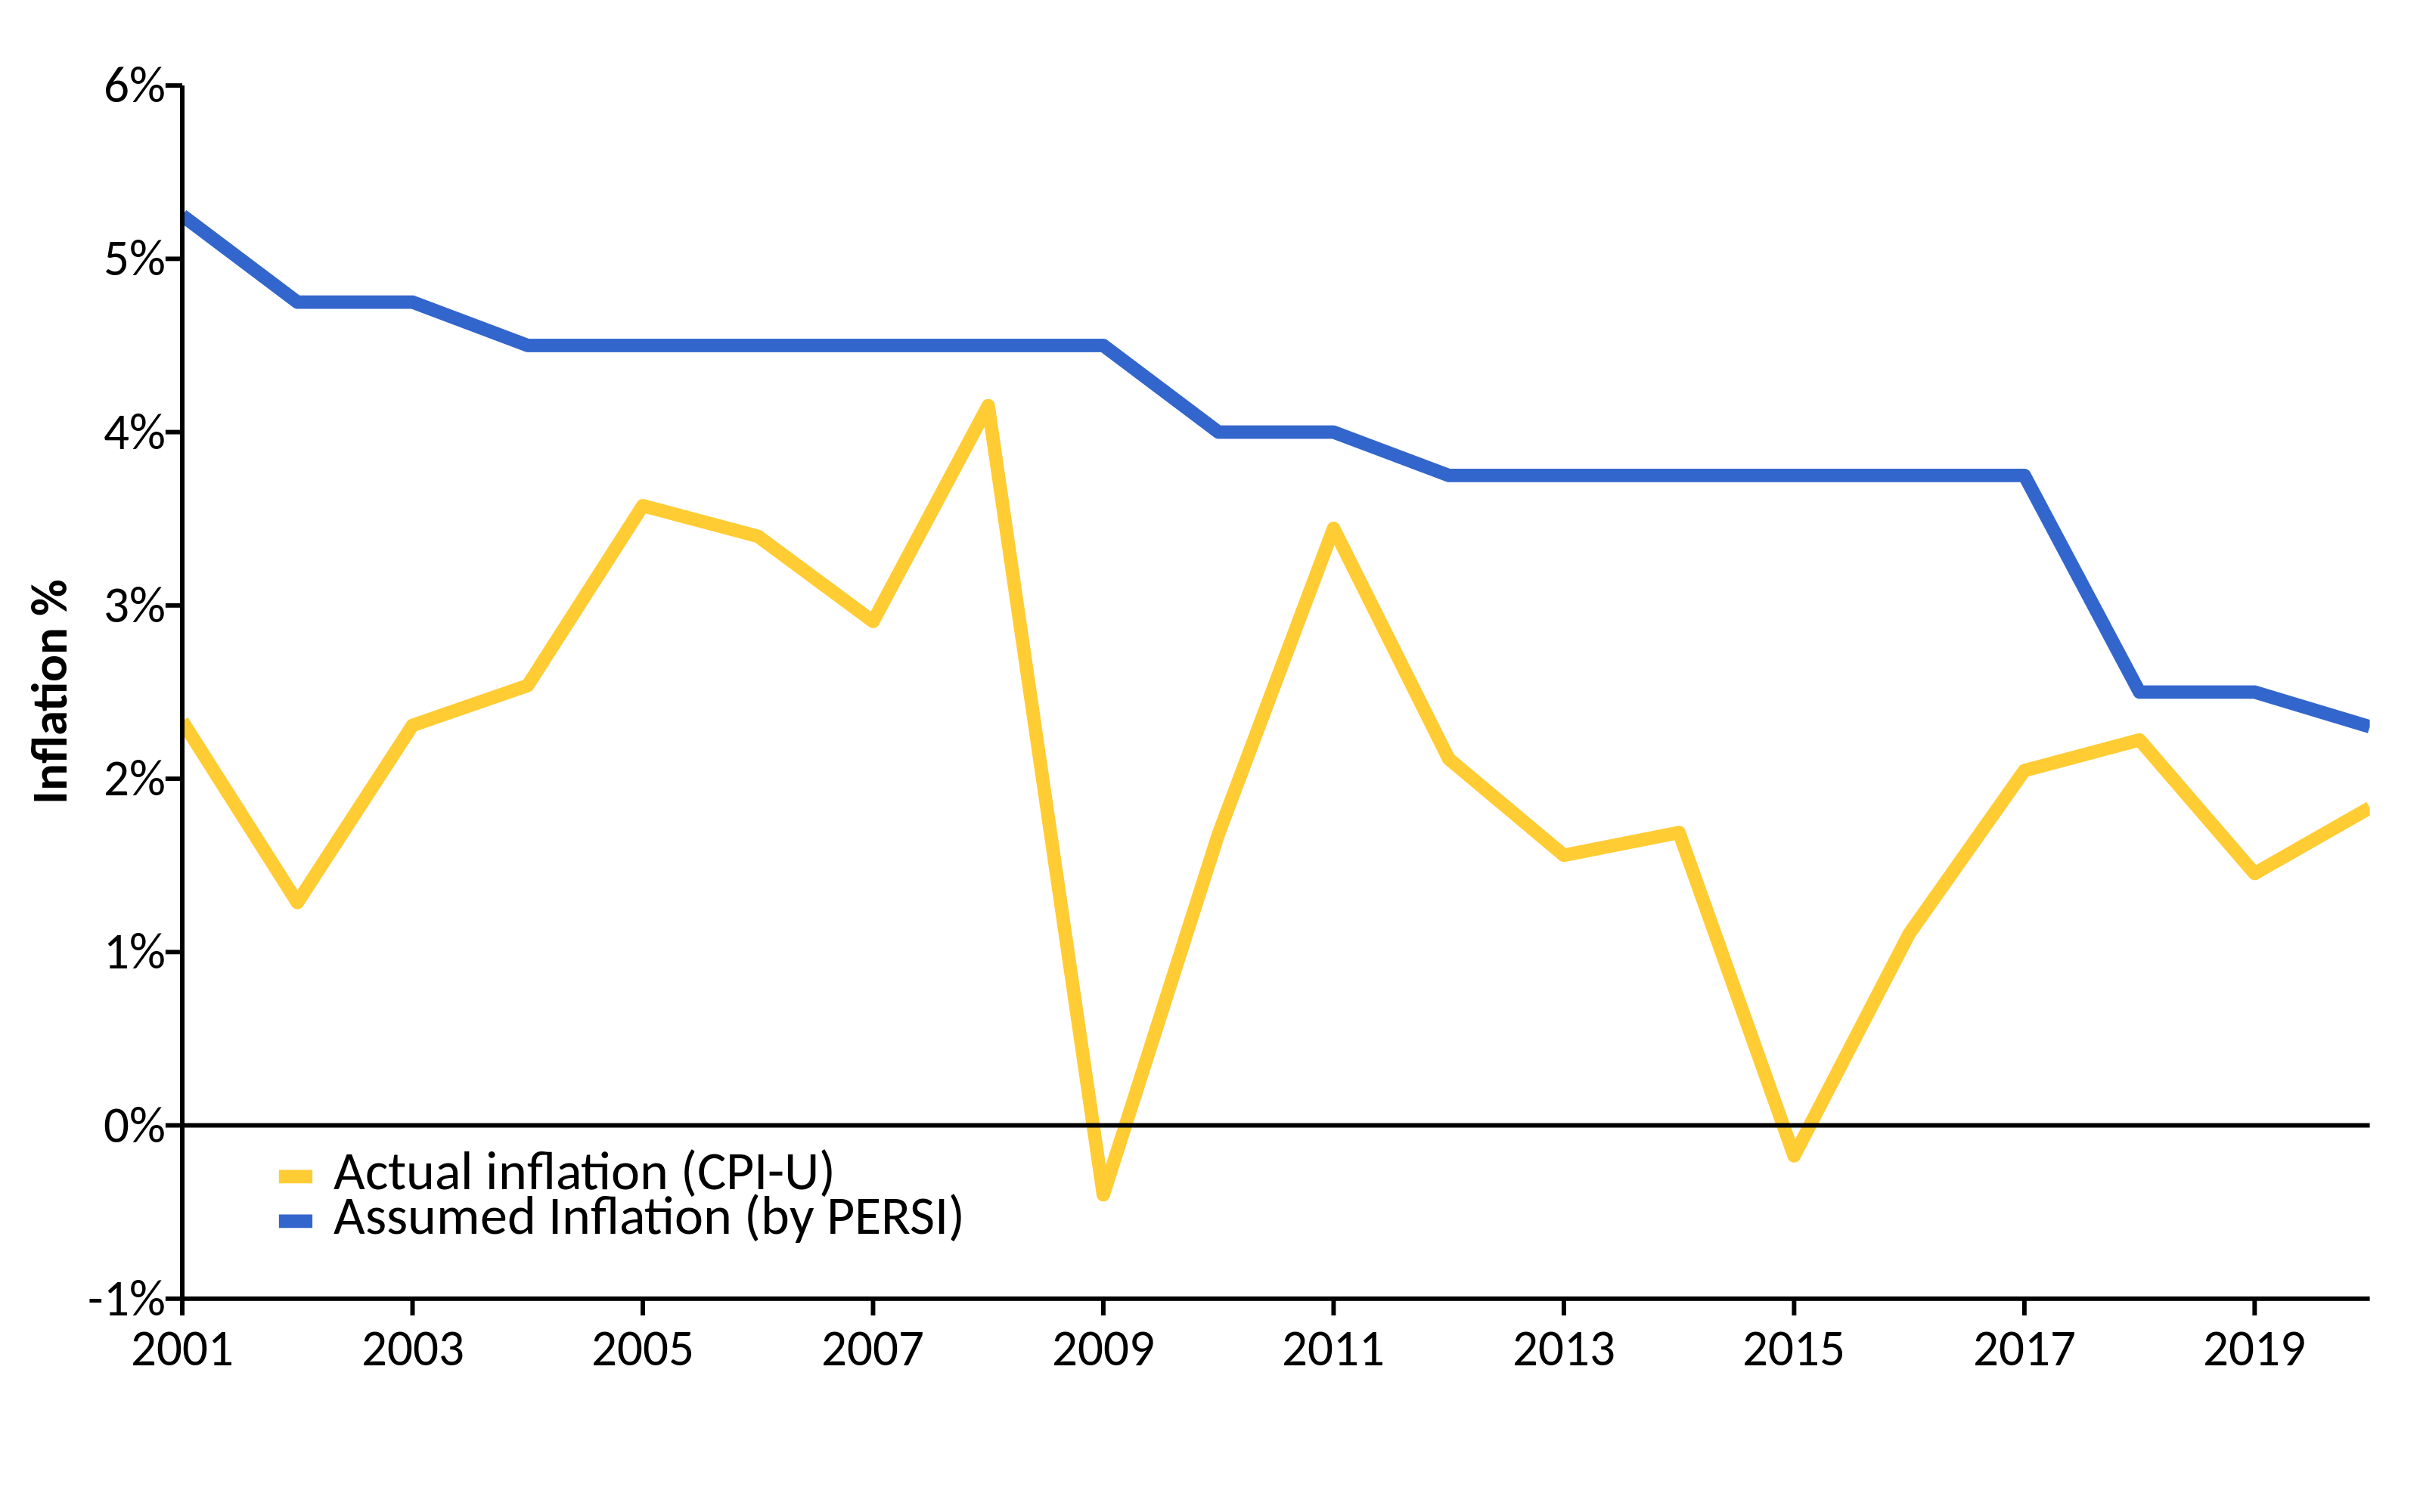 6%
5%
4%
3%
2%
1%
0%
-1%
Inflation %
Actual inflation (CPI-U)
Assumed Inflation (by PERSI)
2001 2003 2005 2007 2009 2011 2013 2015 2017 2019